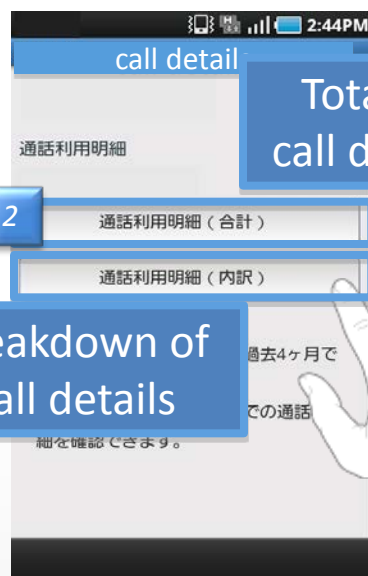 2:44PM
call detail
Tota
call d
通話利用明細
2
通話利用明細(合計)
通話利用明細(内訳)
eakdown of
all details
過去4ヶ月で
での通話
細を確認できます。